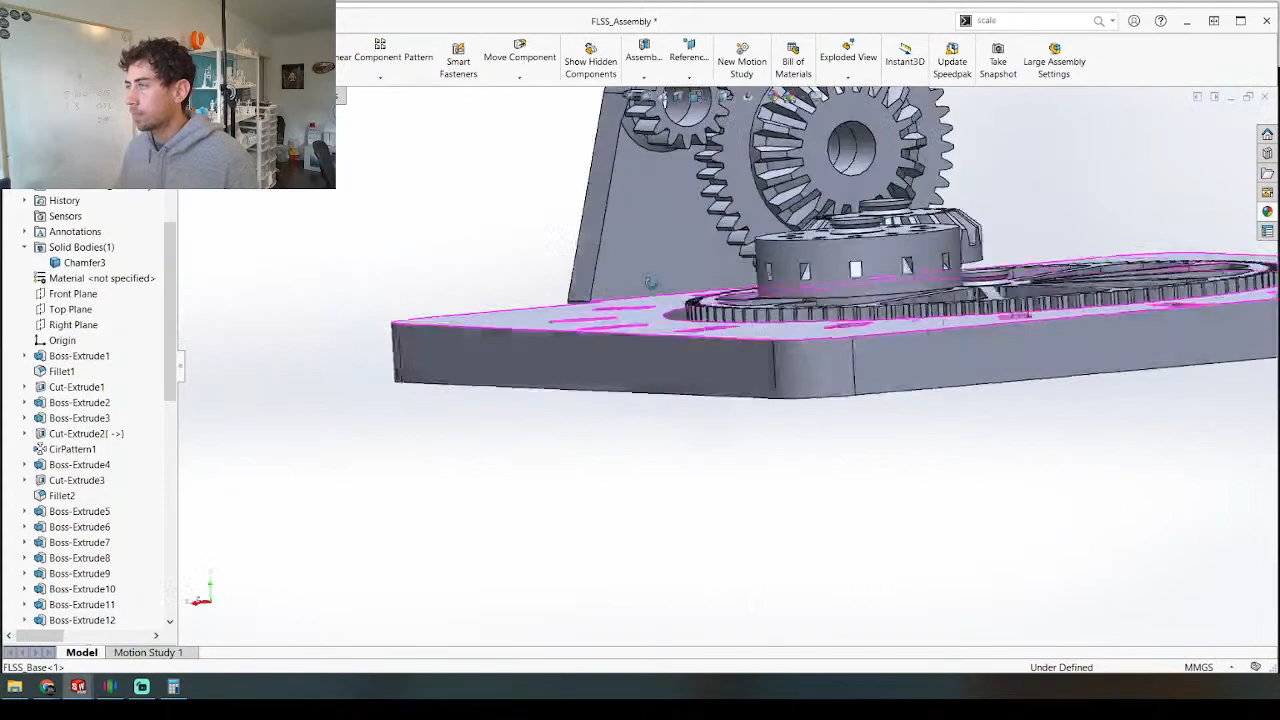 FLSS_Assembly *
scale
Component Pattern
Smart Fasteners
Move Component
Show Hidden Components
Assemb...
Referenc...
New Motion Study
Bill of Materials
Exploded View
Instant3D
Update Speedpak
Take Snapshot
Large Assembly Settings
History
Sensors
Annotations
Solid Bodies(1)
Chamfer3
Material <not specified>
Front Plane
Top Plane
Right Plane
Origin
Boss-Extrude1
Fillet1
Cut-Extrude1
Boss-Extrude2
Boss-Extrude3
Cut-Extrude2{ ->}
CirPattern1
Boss-Extrude4
Cut-Extrude3
Fillet2
Boss-Extrude5
Boss-Extrude6
Boss-Extrude7
Boss-Extrude8
Boss-Extrude9
Boss-Extrude10
Boss-Extrude11
Boss-Extrude12
Model
Motion Study 1
FLSS_Base<1>
Under Defined
MMGS